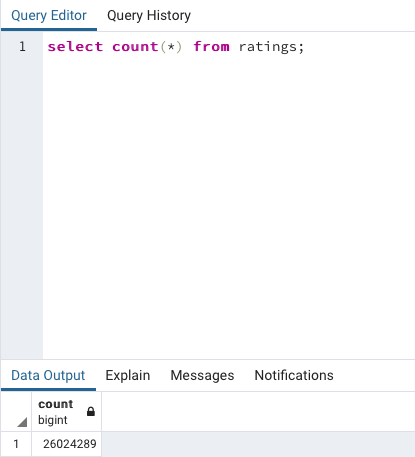 Query Editor Query History
1 select count(*) from ratings;
Data Output Explain Messages Notifications
count
bigint
1 26024289